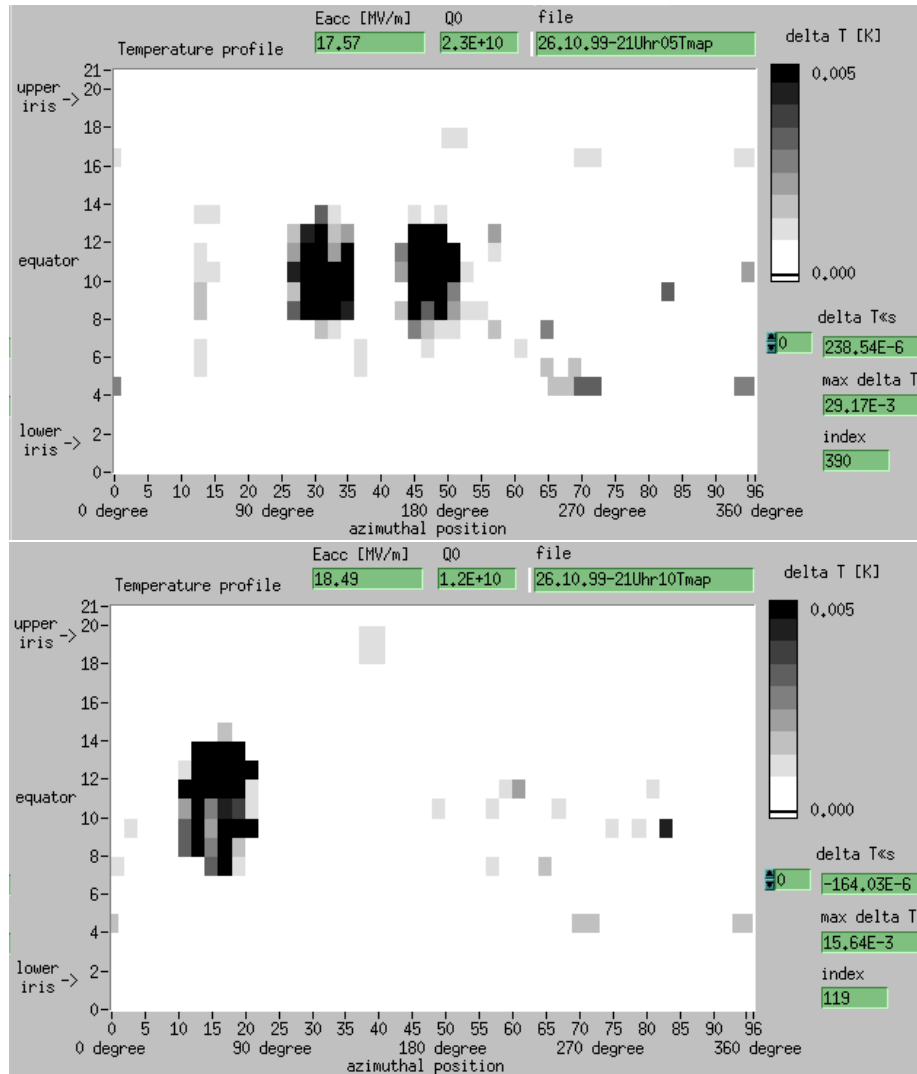 Eacc [MV/m] Q0 file
Temperature profile 17.57 2.3E+10 26.10.99-21Uhr05Tmap delta T [K]
21
upper iris -> 20
18
16
14
12
equator
10
8
6
4
lower iris -> 2
0
0.005
0.000
delta T«s
0 238.54E-6
max delta T
29.17E-3
index
390
0 5 10 15 20 25 30 35 40 45 50 55 60 65 70 75 80 85 90 96
0 degree 90 degree 180 degree 270 degree 360 degree
azimuthal position
Eacc [MV/m] Q0 file
Temperature profile 18.49 1.2E+10 26.10.99-21Uhr10Tmap delta T [K]
21
upper iris -> 20
18
16
14
12
equator
10
8
6
4
lower iris -> 2
0
0.005
0.000
delta T«s
0 -164.03E-6
max delta T
15.64E-3
index
119
0 5 10 15 20 25 30 35 40 45 50 55 60 65 70 75 80 85 90 96
0 degree 90 degree 180 degree 270 degree 360 degree
azimuthal position